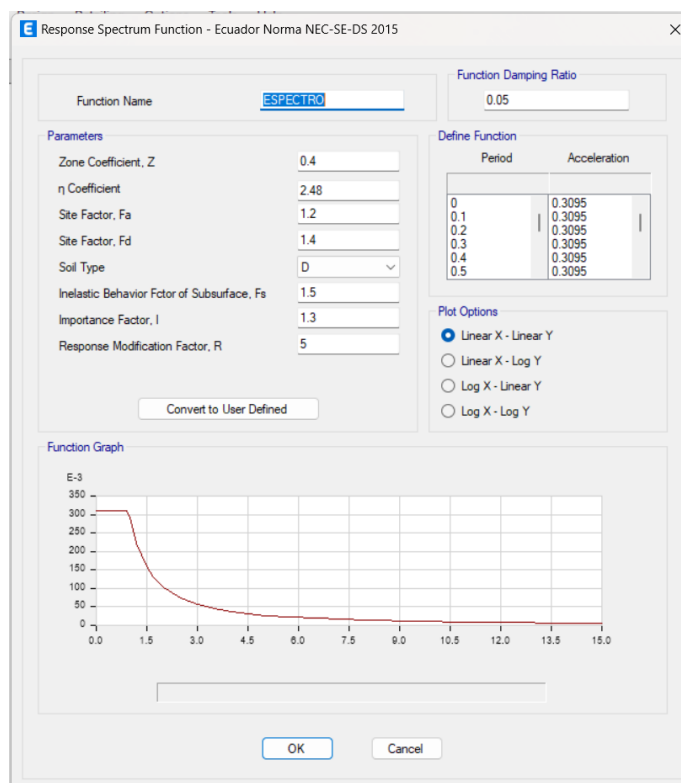 Response Spectrum Function - Ecuador Norma NEC-SE-DS 2015
Function Name
ESPECTRO
Function Damping Ratio
0.05
Parameters
Zone Coefficient, Z 0.4
η Coefficient 2.48
Site Factor, Fa 1.2
Site Factor, Fd 1.4
Soil Type D
Inelastic Behavior Fctor of Subsurface, Fs 1.5
Importance Factor, I 1.3
Response Modification Factor, R 5
Convert to User Defined
Define Function
Period Acceleration
0 0.3095
0.1 0.3095
0.2 0.3095
0.3 0.3095
0.4 0.3095
0.5 0.3095
Plot Options
Linear X - Linear Y
Linear X - Log Y
Log X - Linear Y
Log X - Log Y
Function Graph
E-3
350
300
250
200
150
100
50
0
0.0 1.5 3.0 4.5 6.0 7.5 9.0 10.5 12.0 13.5 15.0
OK Cancel